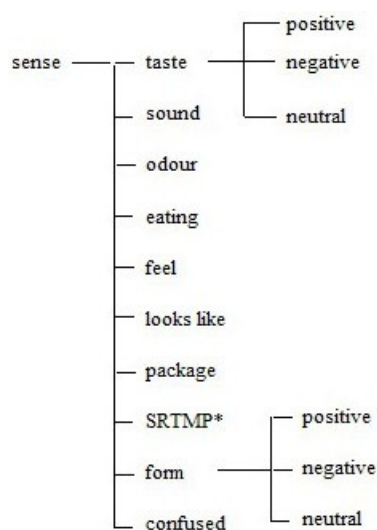 positive
sense taste negative
sound neutral
odour
eating
feel
looks like
package
SRTMP* positive
form negative
confused neutral